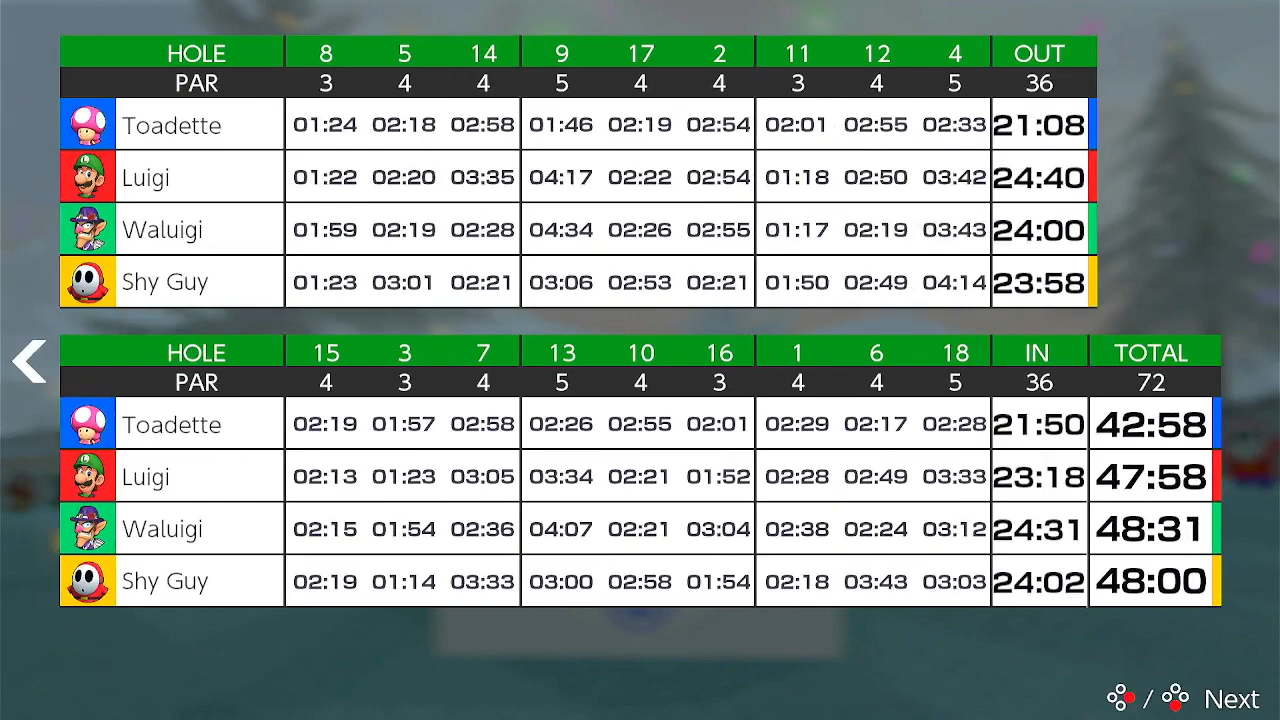 HOLE 8 5 14 9 17 2 11 12 4 OUT
PAR 3 4 4 5 4 4 3 4 5 36
Toadette 01:24 02:18 02:58 01:46 02:19 02:54 02:01 02:55 02:33 21:08
Luigi 01:22 02:20 03:35 04:17 02:22 02:54 01:18 02:50 03:42 24:40
Waluigi 01:59 02:19 02:28 04:34 02:26 02:55 01:17 02:19 03:43 24:00
Shy Guy 01:23 03:01 02:21 03:06 02:53 02:21 01:50 02:49 04:14 23:58
HOLE 15 3 7 13 10 16 1 6 18 IN TOTAL
PAR 4 3 4 5 4 3 4 4 5 36 72
Toadette 02:19 01:57 02:58 02:26 02:55 02:01 02:29 02:17 02:28 21:50 42:58
Luigi 02:13 01:23 03:05 03:34 02:21 01:52 02:28 02:49 03:33 23:18 47:58
Waluigi 02:15 01:54 02:36 04:07 02:21 03:04 02:38 02:24 03:12 24:31 48:31
Shy Guy 02:19 01:14 03:33 03:00 02:58 01:54 02:18 03:43 03:03 24:02 48:00
/ Next